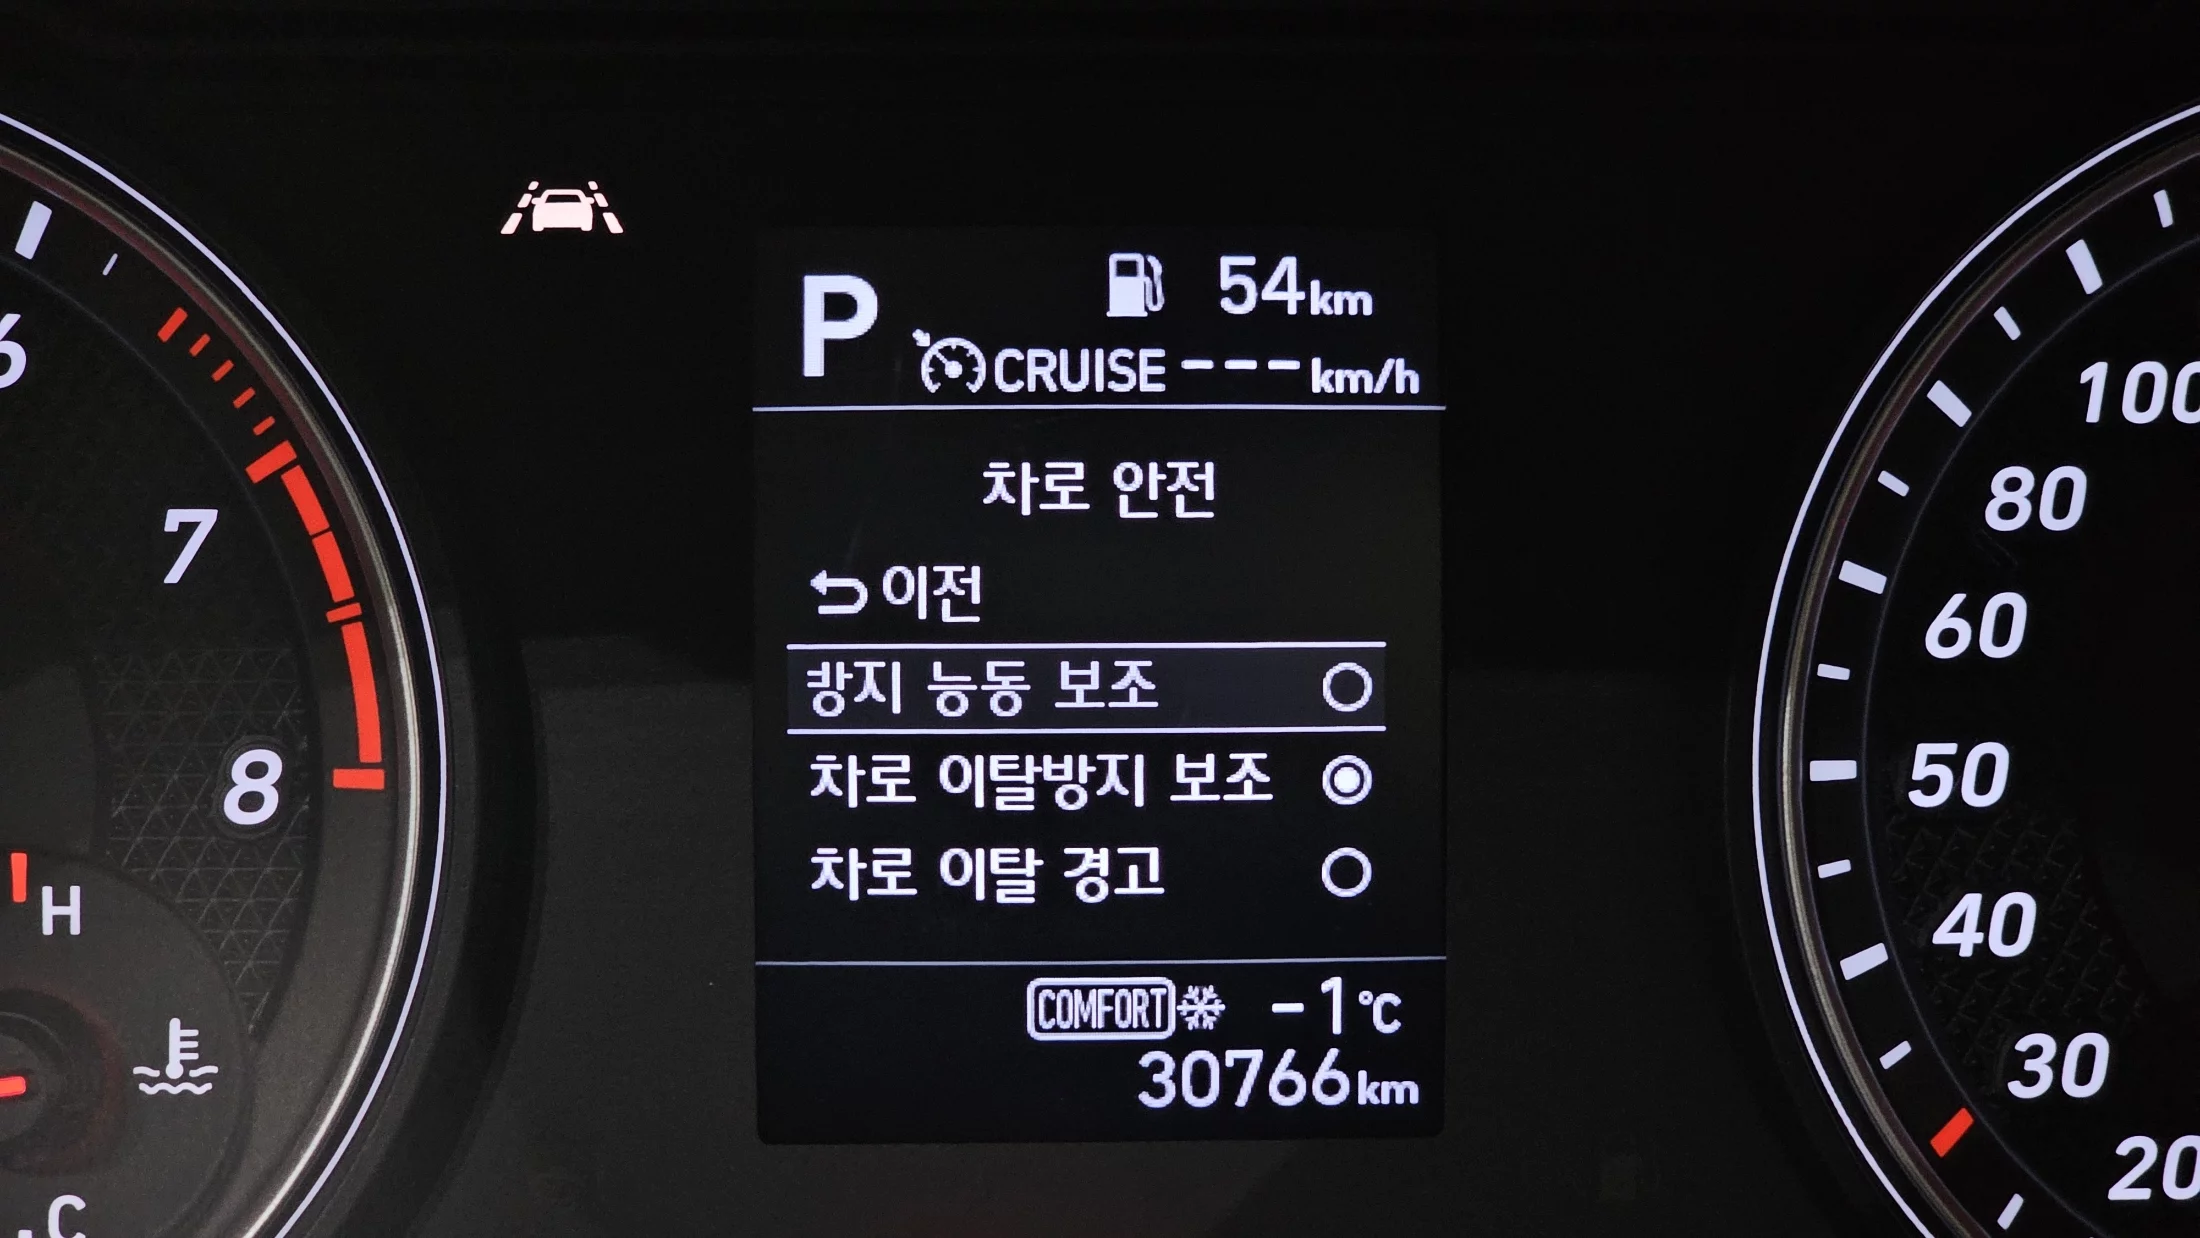 P
54km
CRUISE---km/h
차로 안전
이전
방지 능동 보조
차로 이탈방지 보조
차로 이탈 경고
COMFORT -1°C
30766km
6
7
8
H
C
100
80
60
50
40
30
20